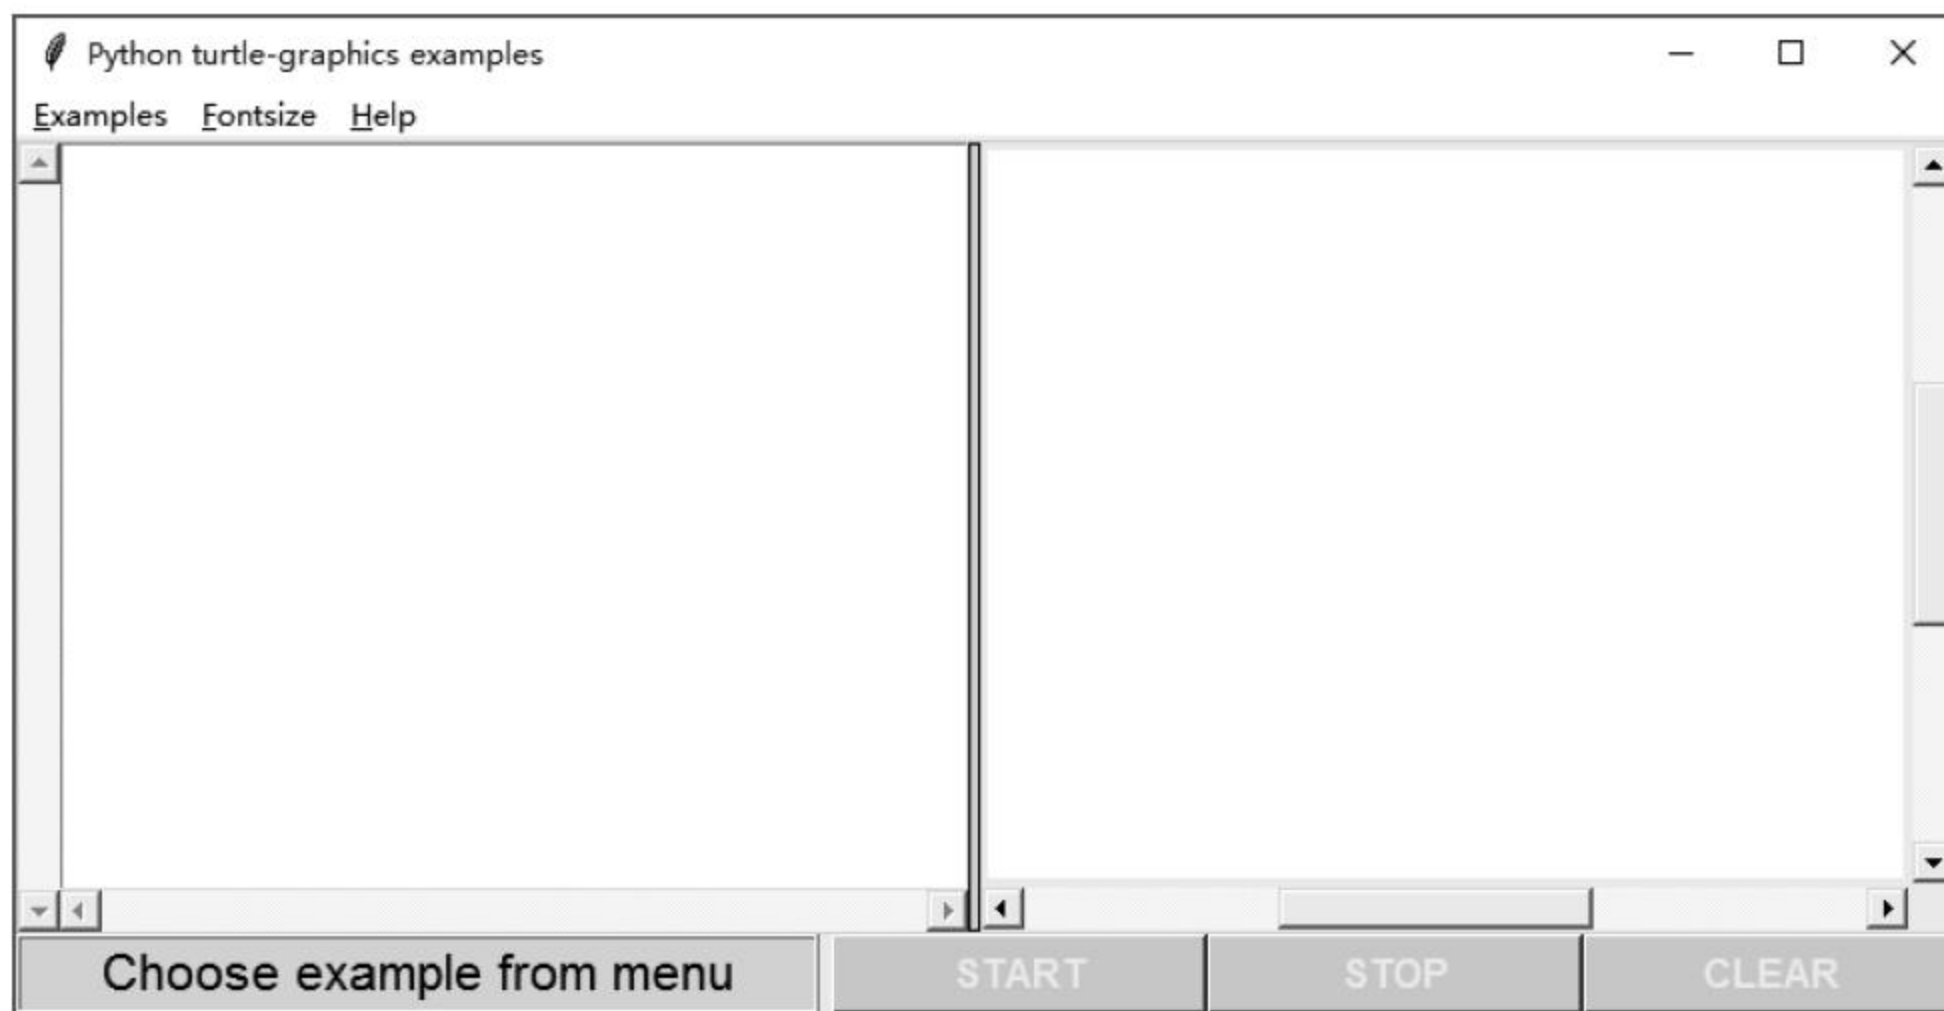 Python turtle-graphics examples
Examples Fontsize Help
Choose example from menu START STOP CLEAR